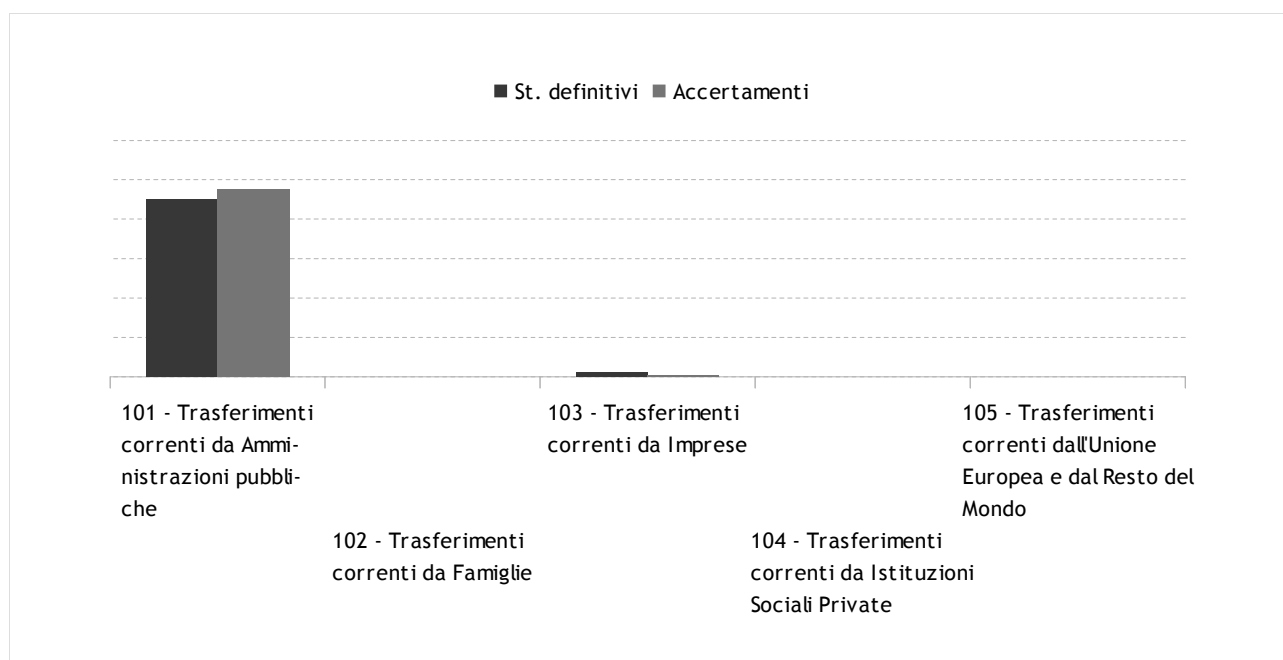 St. definitivi Accertamenti
101 - Trasferimenti
correnti da Ammi-
nistrazioni pubbli-
che
102 - Trasferimenti
correnti da Famiglie
103 - Trasferimenti
correnti da Imprese
104 - Trasferimenti
correnti da Istituzioni
Sociali Private
105 - Trasferimenti
correnti dall'Unione
Europea e dal Resto del
Mondo